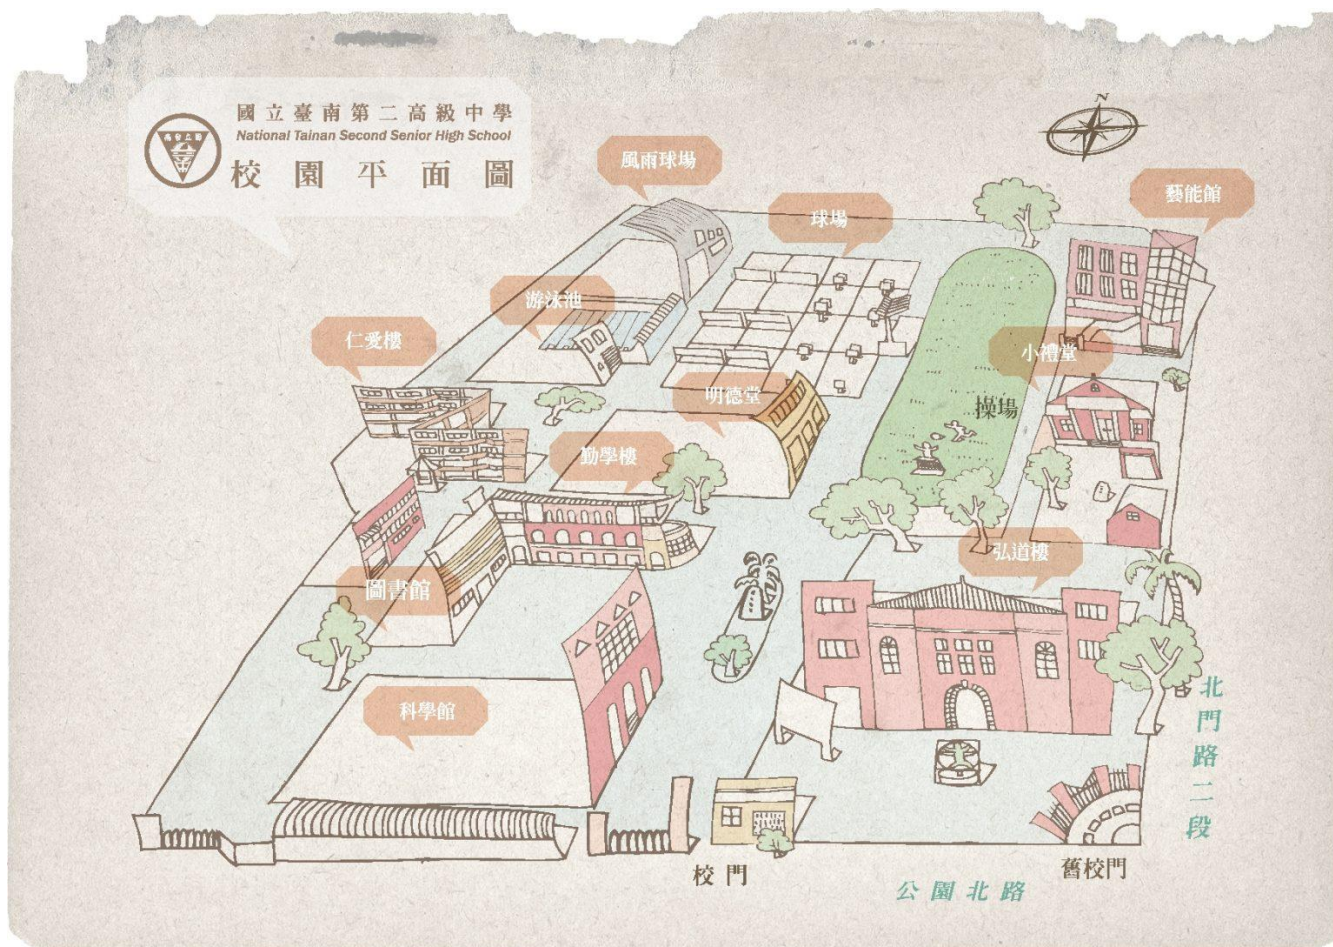 國立臺南第二高級中學
National Tainan Second Senior High School
校園平面圖
N
風雨球場
球場
藝能館
游泳池
仁愛樓
小禮堂
明德堂
操場
勤學樓
弘道樓
圖書館
科學館
北門路二段
校門
舊校門
公園北路